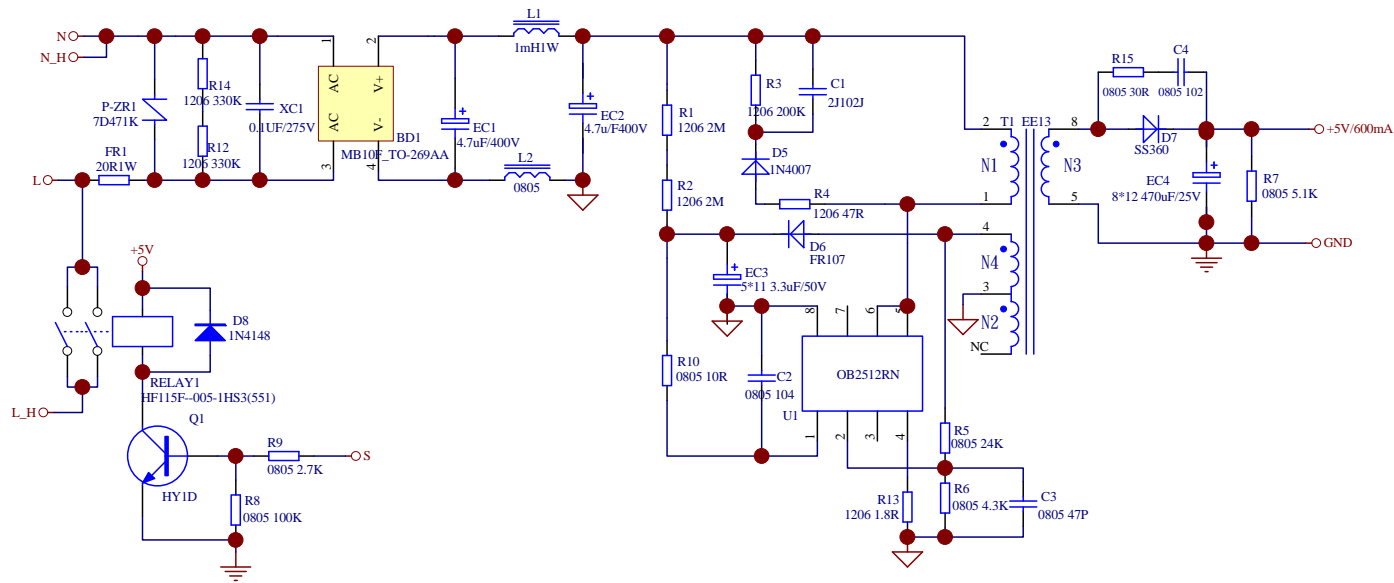 N
N_H
P-ZR1
7D471K
FR1
20R1W
L
R14
1206 330K
R12
1206 330K
XC1
0.1UF/275V
1
2
AC
V+
AC
V-
3
4
BD1
MB10F_TO-269AA
L1
1mH1W
EC1
4.7uF/400V
EC2
4.7u/F400V
L2
0805
R1
1206 2M
R2
1206 2M
R3
1206 200K
C1
2J102J
D5
1N4007
R4
1206 47R
D6
FR107
EC3
5*11 3.3uF/50V
T1
EE13
2
8
N1
N3
1
5
4
N4
3
N2
NC
R15
0805 30R
C4
0805 102
D7
SS360
EC4
8*12 470uF/25V
R7
0805 5.1K
+5V/600mA
GND
+5V
D8
1N4148
RELAY1
HF115F--005-1HS3(551)
L_H
Q1
HY1D
R9
0805 2.7K
S
R8
0805 100K
R10
0805 10R
C2
0805 104
8
7
6
5
OB2512RN
U1
1
2
3
4
R5
0805 24K
R6
0805 4.3K
R13
1206 1.8R
C3
0805 47P